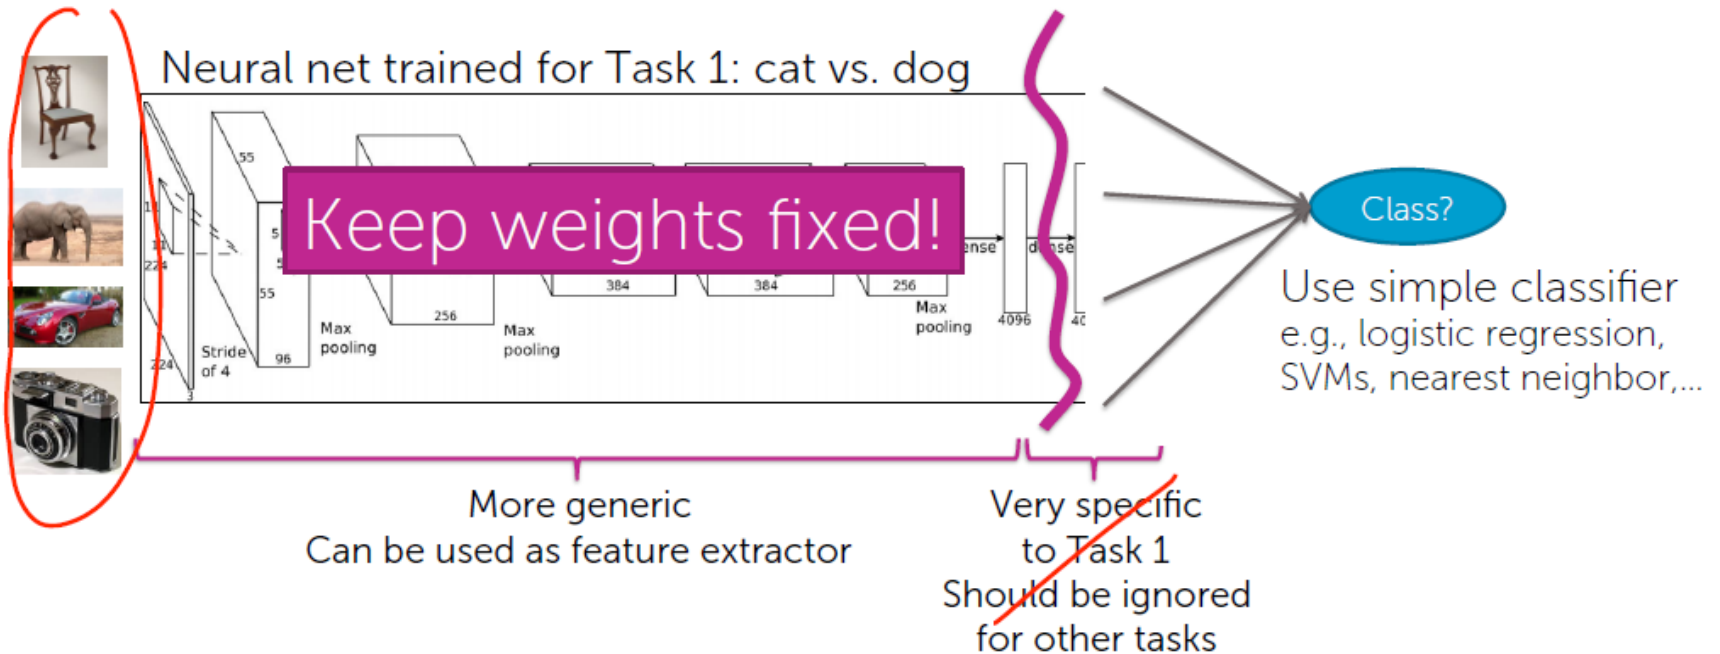 Neural net trained for Task 1: cat vs. dog
55
11
11
224
55
224
3
Stride
of 4
96
Max
pooling
Keep weights fixed!
5
256
Max
pooling
384
384
256
Max
pooling
ense
dense
4096
40
Class?
Use simple classifier
e.g., logistic regression,
SVMs, nearest neighbor,...
More generic
Can be used as feature extractor
Very specific
to Task 1
Should be ignored
for other tasks